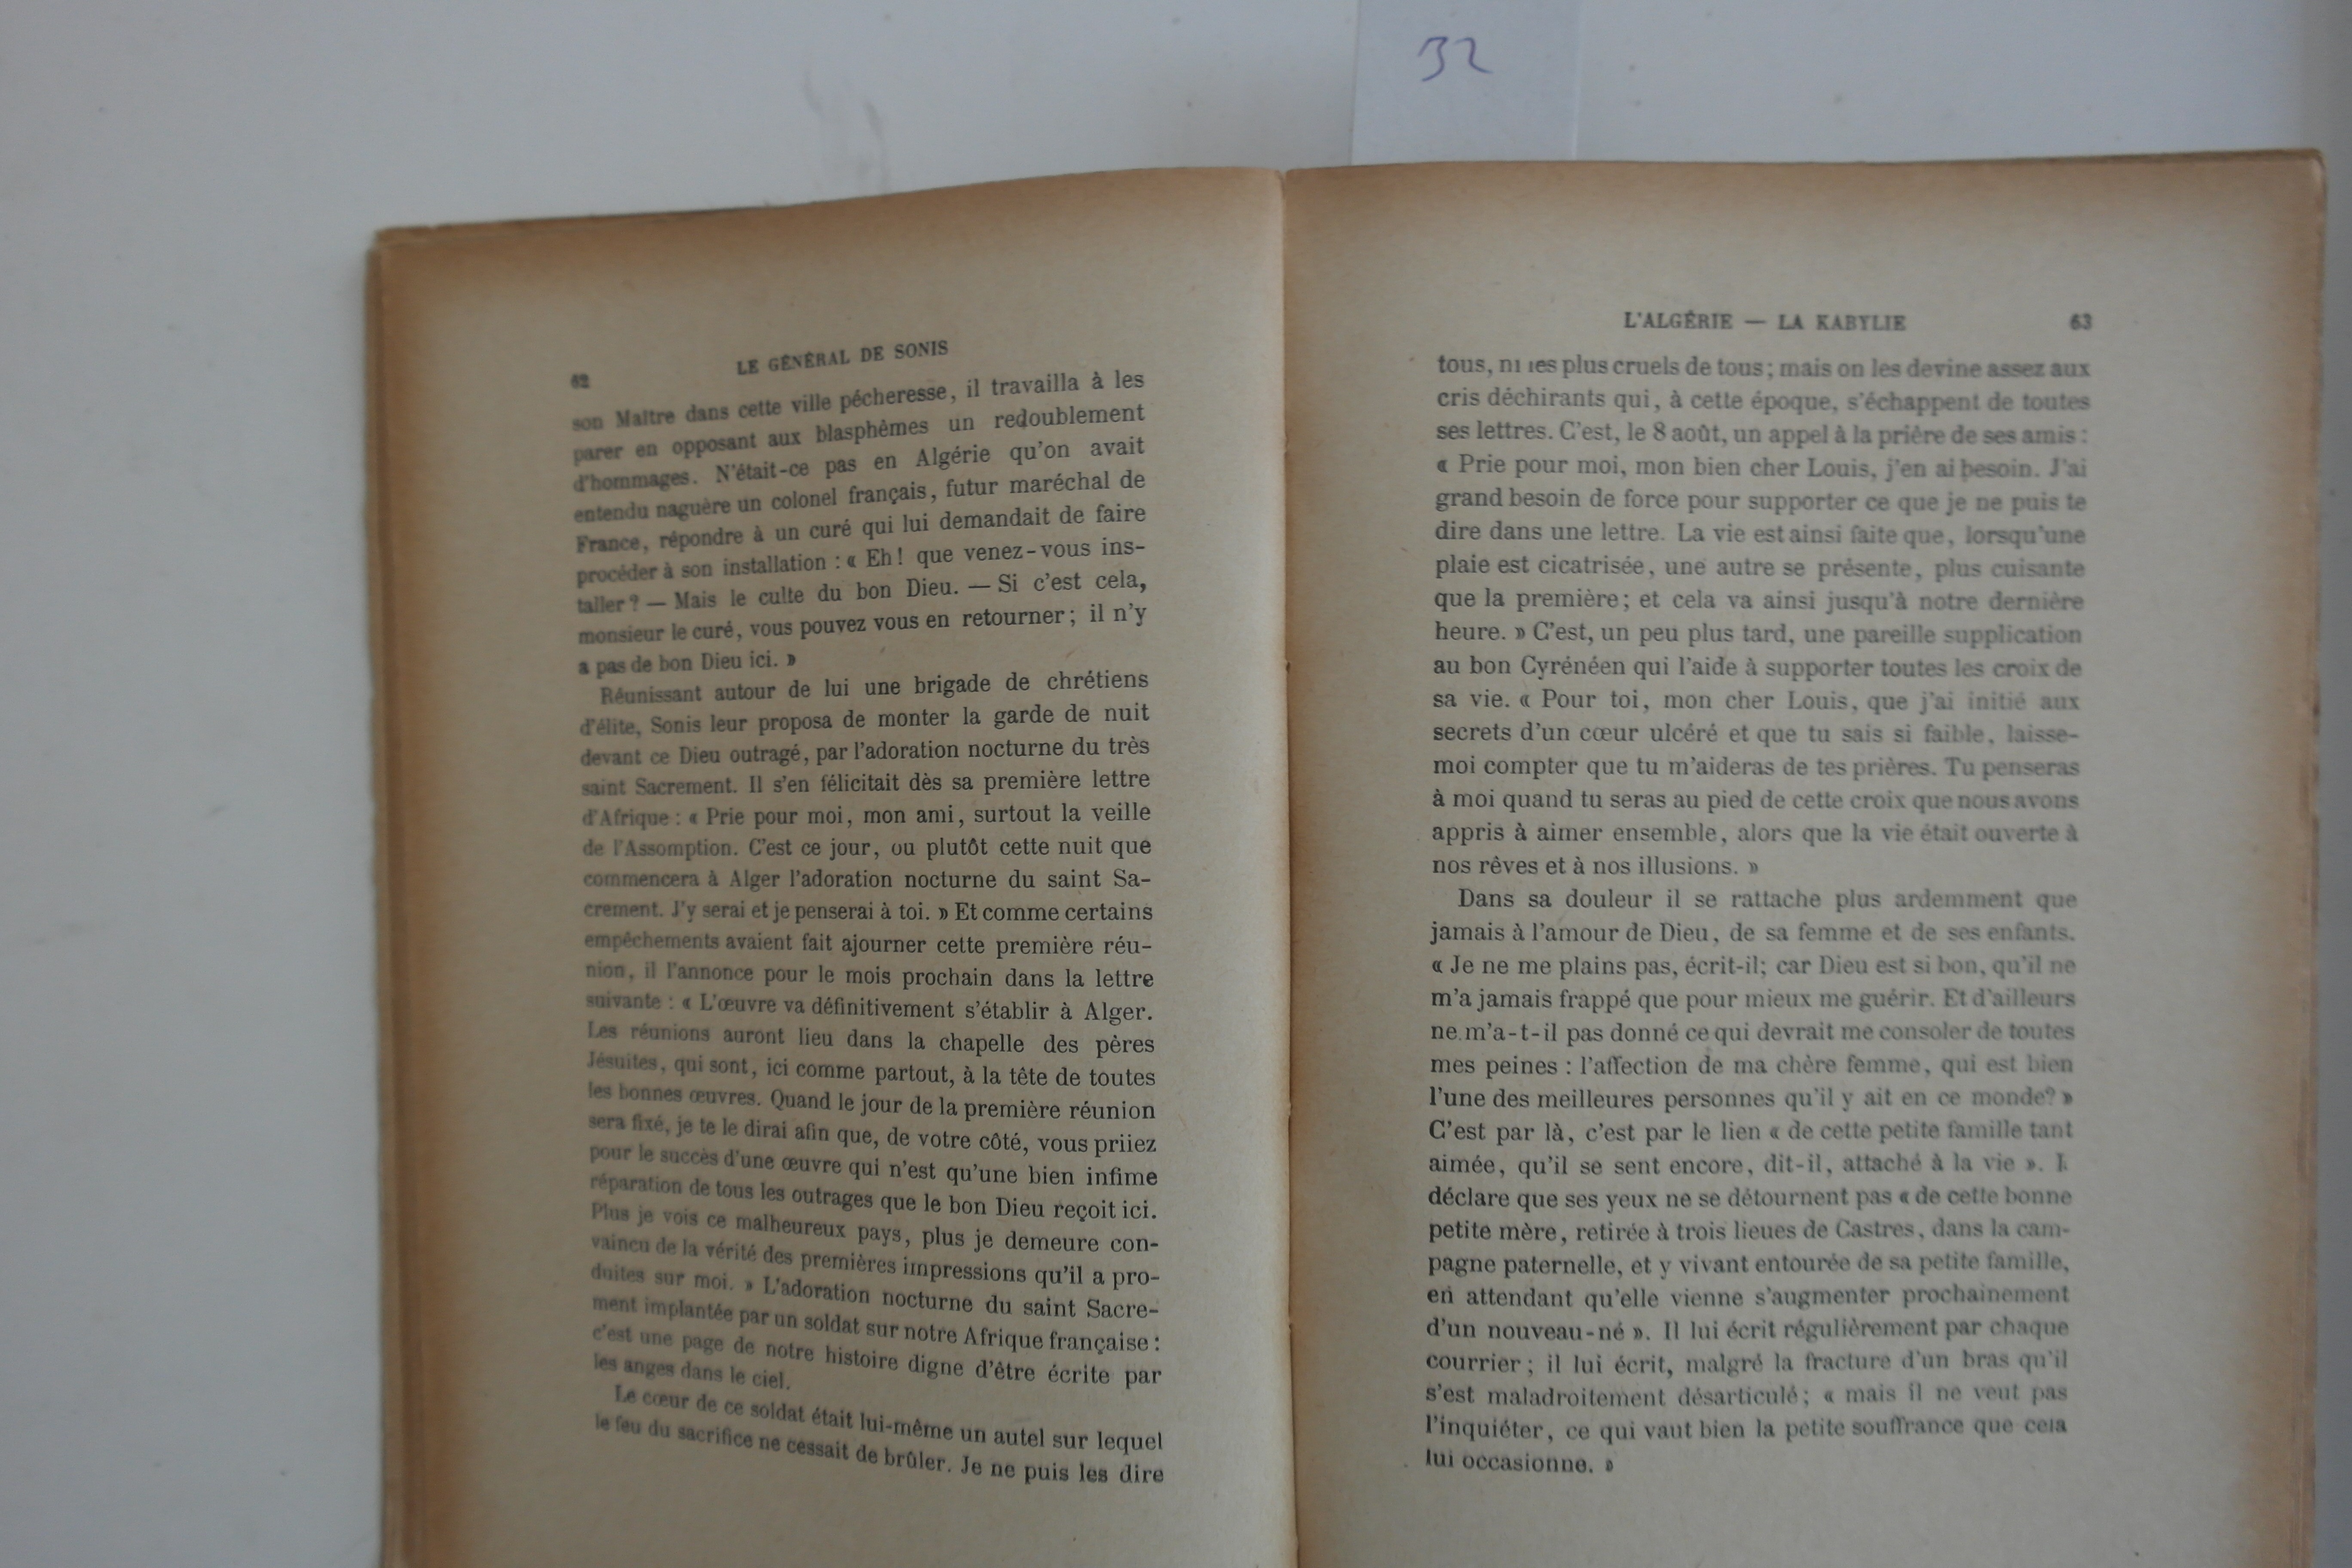 32
62
LE GÉNÉRAL DE SONIS
son Maître dans cette ville pécheresse, il travailla à les
parer en opposant aux blasphèmes un redoublement
d'hommages. N'était-ce pas en Algérie qu'on avait
entendu naguère un colonel français, futur maréchal de
France, répondre à un curé qui lui demandait de faire
procéder à son installation : « Eh! que venez-vous ins-
taller? — Mais le culte du bon Dieu. — Si c'est cela,
monsieur le curé, vous pouvez vous en retourner; il n'y
a pas de bon Dieu ici. »
Réunissant autour de lui une brigade de chrétiens
d'élite, Sonis leur proposa de monter la garde de nuit
devant ce Dieu outragé, par l'adoration nocturne du très
saint Sacrement. Il s'en félicitait dès sa première lettre
d'Afrique : « Prie pour moi, mon ami, surtout la veille
de l'Assomption. C'est ce jour, ou plutôt cette nuit que
commencera à Alger l'adoration nocturne du saint Sa-
crement. J'y serai et je penserai à toi. » Et comme certains
empêchements avaient fait ajourner cette première réu-
nion, il l'annonce pour le mois prochain dans la lettre
suivante : « L'œuvre va définitivement s'établir à Alger.
Les réunions auront lieu dans la chapelle des pères
Jésuites, qui sont, ici comme partout, à la tête de toutes
les bonnes œuvres. Quand le jour de la première réunion
sera fixé, je te le dirai afin que, de votre côté, vous priiez
pour le succès d'une œuvre qui n'est qu'une bien infime
réparation de tous les outrages que le bon Dieu reçoit ici.
Plus je vois ce malheureux pays, plus je demeure con-
vaincu de la vérité des premières impressions qu'il a pro-
duites sur moi. » L'adoration nocturne du saint Sacre-
ment implantée par un soldat sur notre Afrique française :
c'est une page de notre histoire digne d'être écrite par
les anges dans le ciel.
Le cœur de ce soldat était lui-même un autel sur lequel
le feu du sacrifice ne cessait de brûler. Je ne puis les dire
L'ALGÉRIE — LA KABYLIE
63
tous, ni les plus cruels de tous; mais on les devine assez aux
cris déchirants qui, à cette époque, s'échappent de toutes
ses lettres. C'est, le 8 août, un appel à la prière de ses amis :
« Prie pour moi, mon bien cher Louis, j'en ai besoin. J'ai
grand besoin de force pour supporter ce que je ne puis te
dire dans une lettre. La vie est ainsi faite que, lorsqu'une
plaie est cicatrisée, une autre se présente, plus cuisante
que la première; et cela va ainsi jusqu'à notre dernière
heure. » C'est, un peu plus tard, une pareille supplication
au bon Cyrénéen qui l'aide à supporter toutes les croix de
sa vie. « Pour toi, mon cher Louis, que j'ai initié aux
secrets d'un cœur ulcéré et que tu sais si faible, laisse-
moi compter que tu m'aideras de tes prières. Tu penseras
à moi quand tu seras au pied de cette croix que nous avons
appris à aimer ensemble, alors que la vie était ouverte à
nos rêves et à nos illusions. »
Dans sa douleur il se rattache plus ardemment que
jamais à l'amour de Dieu, de sa femme et de ses enfants.
« Je ne me plains pas, écrit-il; car Dieu est si bon, qu'il ne
m'a jamais frappé que pour mieux me guérir. Et d'ailleurs
ne m'a-t-il pas donné ce qui devrait me consoler de toutes
mes peines : l'affection de ma chère femme, qui est bien
l'une des meilleures personnes qu'il y ait en ce monde? »
C'est par là, c'est par le lien « de cette petite famille tant
aimée, qu'il se sent encore, dit-il, attaché à la vie ». I
déclare que ses yeux ne se détournent pas « de cette bonne
petite mère, retirée à trois lieues de Castres, dans la cam-
pagne paternelle, et y vivant entourée de sa petite famille,
en attendant qu'elle vienne s'augmenter prochainement
d'un nouveau-né ». Il lui écrit régulièrement par chaque
courrier; il lui écrit, malgré la fracture d'un bras qu'il
s'est maladroitement désarticulé; « mais il ne veut pas
l'inquiéter, ce qui vaut bien la petite souffrance que cela
lui occasionne. »